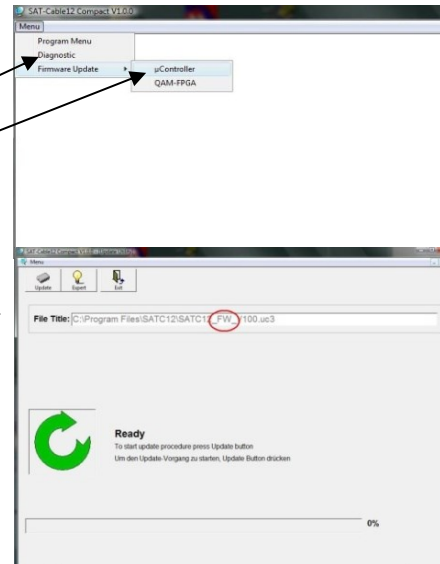 SAT-Cable12 Compact V1.0.0
Menu
Program Menu
Diagnostic
Firmware Update
µController
QAM-FPGA
Menu
Update
Expert
Exit
File Title: C:\Program Files\SATC12\SATC12_FW_V100.uc3
Ready
To start update procedure press Update button
Um den Update-Vorgang zu starten, Update Button drücken
0%